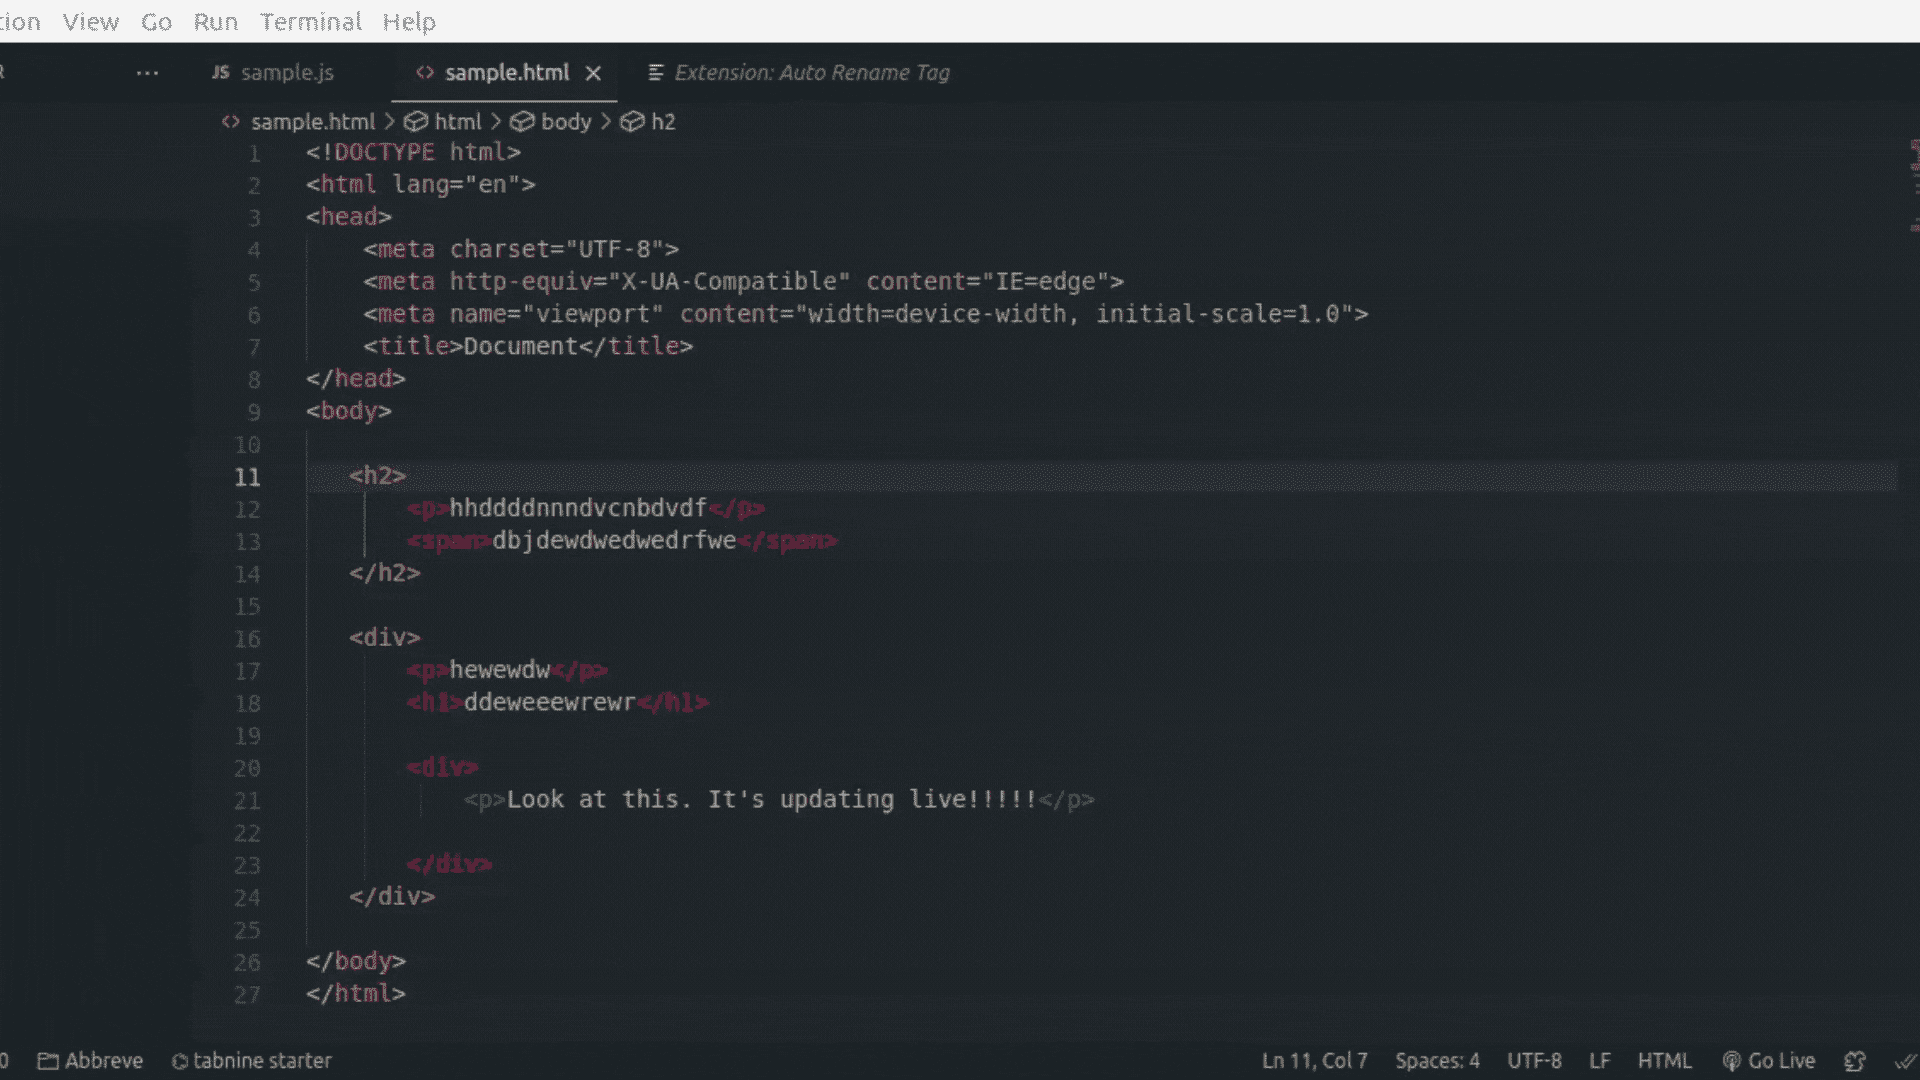 tion View Go Run Terminal Help
R ... JS sample.js <> sample.html × Extension: Auto Rename Tag
<> sample.html > html > body > h2
1 <!DOCTYPE html>
2 <html lang="en">
3 <head>
4 <meta charset="UTF-8">
5 <meta http-equiv="X-UA-Compatible" content="IE=edge">
6 <meta name="viewport" content="width=device-width, initial-scale=1.0">
7 <title>Document</title>
8 </head>
9 <body>
10
11 <h2>
12 <p>hhddddnnndvcnbdvdf</p>
13 <span>dbjdewdwedwedrfwe</span>
14 </h2>
15
16 <div>
17 <p>hewewdw</p>
18 <h1>ddeweeewrewr</h1>
19
20 <div>
21 <p>Look at this. It's updating live!!!!!</p>
22
23 </div>
24 </div>
25
26 </body>
27 </html>
0 Abbreve tabnine starter Ln 11, Col 7 Spaces: 4 UTF-8 LF HTML Go Live